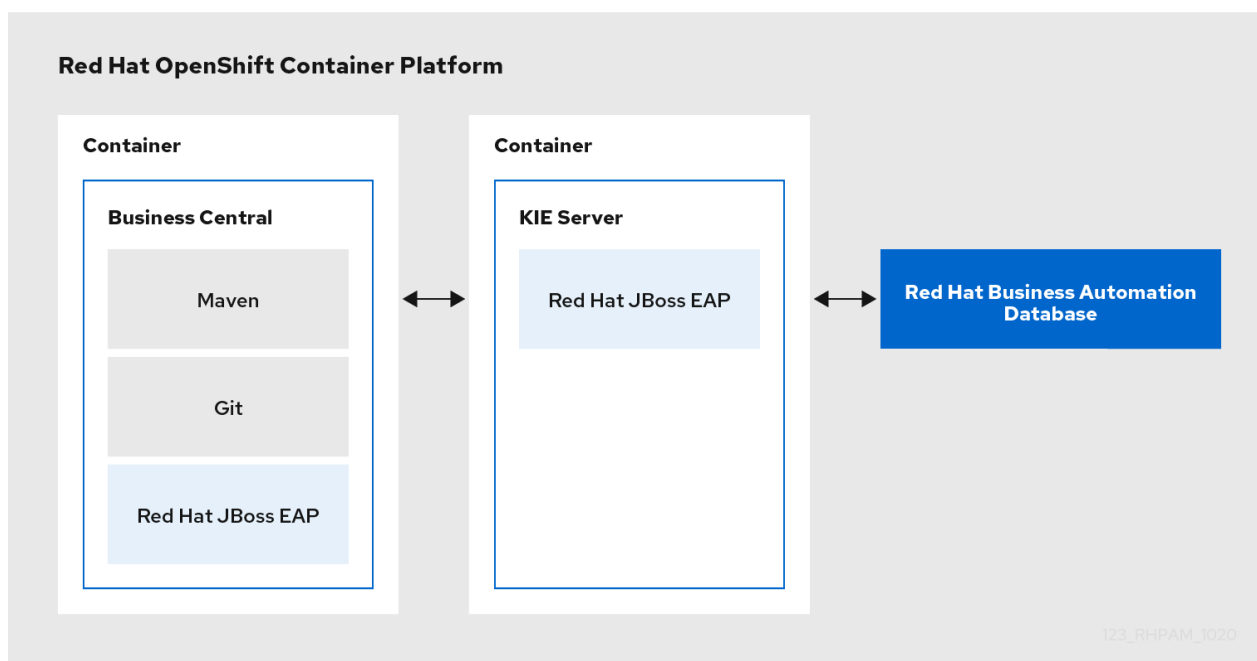 Red Hat OpenShift Container Platform
Container
Business Central
Maven
Git
Red Hat JBoss EAP
Container
KIE Server
Red Hat JBoss EAP
Red Hat Business Automation
Database
123_RHPAM_1020